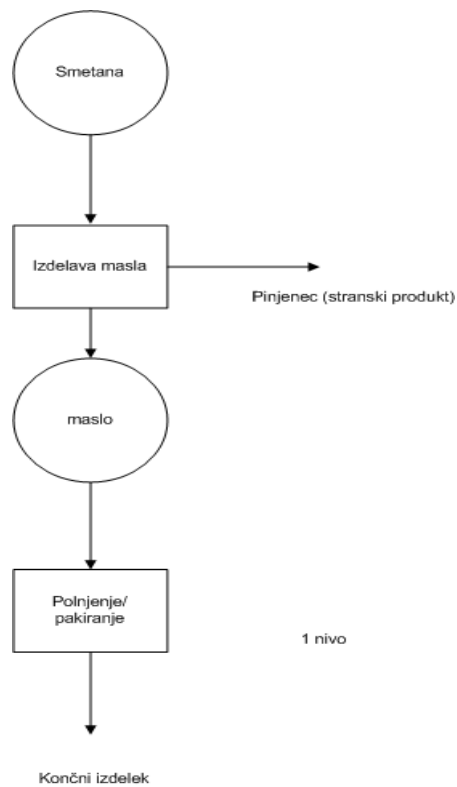 Smetana
Izdelava masla
Pinjenec (stranski produkt)
maslo
Polnjenje/
pakiranje
1 nivo
Končni izdelek